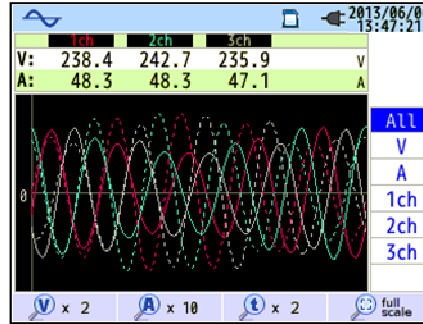 2013/06/0
13:47:21
1ch 2ch 3ch
V: 238.4 242.7 235.9 V
A: 48.3 48.3 47.1 A
All
V
A
1ch
2ch
3ch
0
V x 2 A x 10 t x 2 full scale